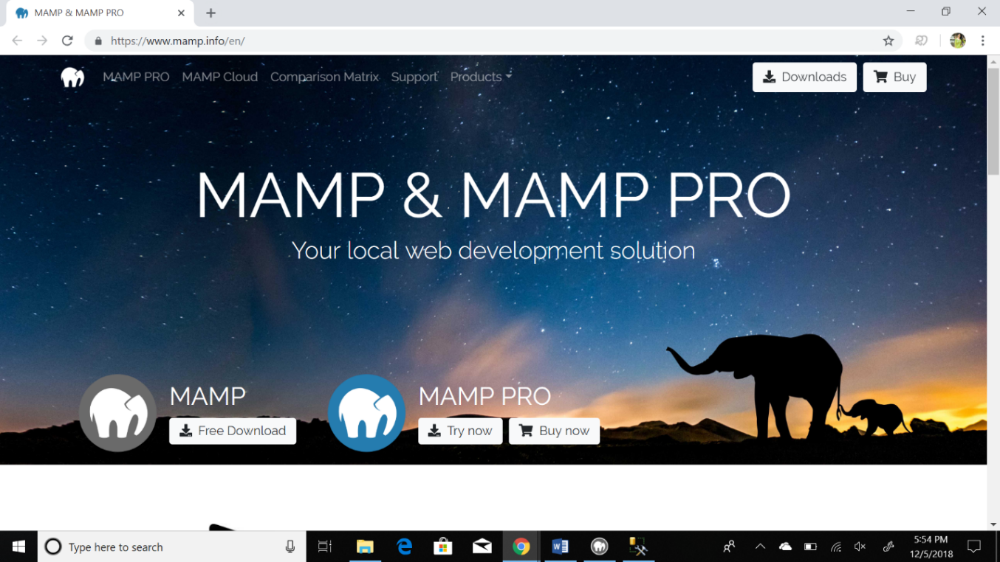 MAMP & MAMP PRO
https://www.mamp.info/en/
MAMP PRO MAMP Cloud Comparison Matrix Support Products Downloads Buy
MAMP & MAMP PRO
Your local web development solution
MAMP MAMP PRO
Free Download Try now Buy now
Type here to search
5:54 PM
12/5/2018